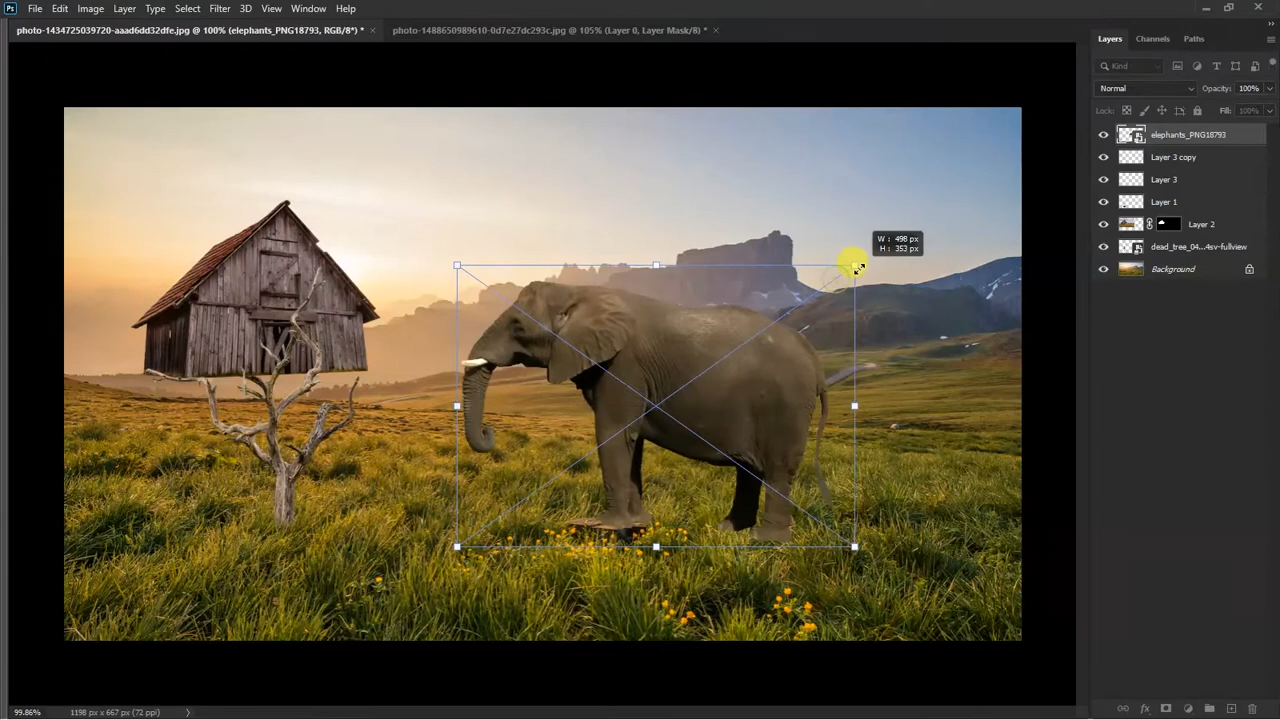 Ps File Edit Image Layer Type Select Filter 3D View Window Help
photo-1434725039720-aaad6dd32dfe.jpg @ 100% (elephants_PNG18793, RGB/8*) * photo-1488650989610-0d7e27dc293c.jpg @ 105% (Layer 0, Layer Mask/8) *
Layers Channels Paths
Kind
Normal Opacity: 100%
Lock: Fill: 100%
elephants_PNG18793
Layer 3 copy
Layer 3
Layer 1
Layer 2
dead_tree_04...4sv-fullview
Background
W: 498 px
H: 353 px
99.86% 1198 px x 667 px (72 ppi)